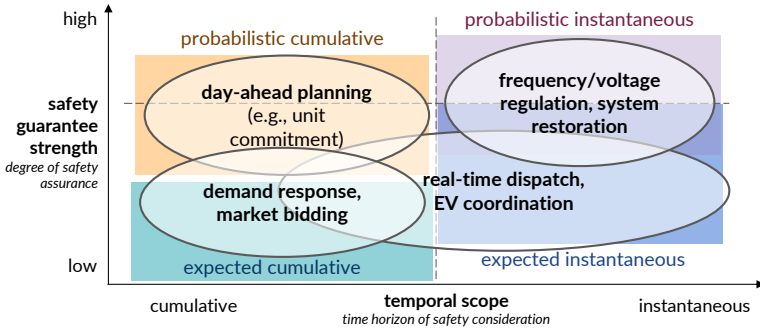 high
probabilistic cumulative
probabilistic instantaneous
safety
guarantee
strength
degree of safety
assurance
day-ahead planning
(e.g., unit
commitment)
frequency/voltage
regulation, system
restoration
demand response,
market bidding
real-time dispatch,
EV coordination
low
expected cumulative
expected instantaneous
cumulative
temporal scope
time horizon of safety consideration
instantaneous